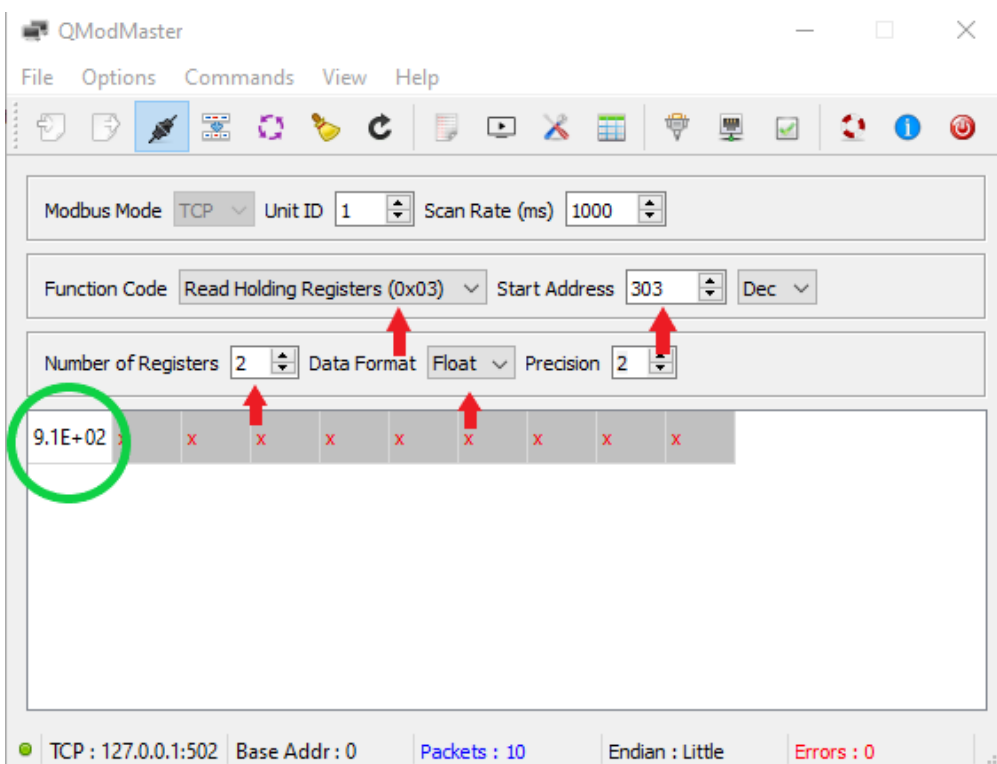 QModMaster
File Options Commands View Help
Modbus Mode TCP Unit ID 1 Scan Rate (ms) 1000
Function Code Read Holding Registers (0x03) Start Address 303 Dec
Number of Registers 2 Data Format Float Precision 2
9.1E+02 x x x x x x x x x
TCP : 127.0.0.1:502 Base Addr : 0 Packets : 10 Endian : Little Errors : 0